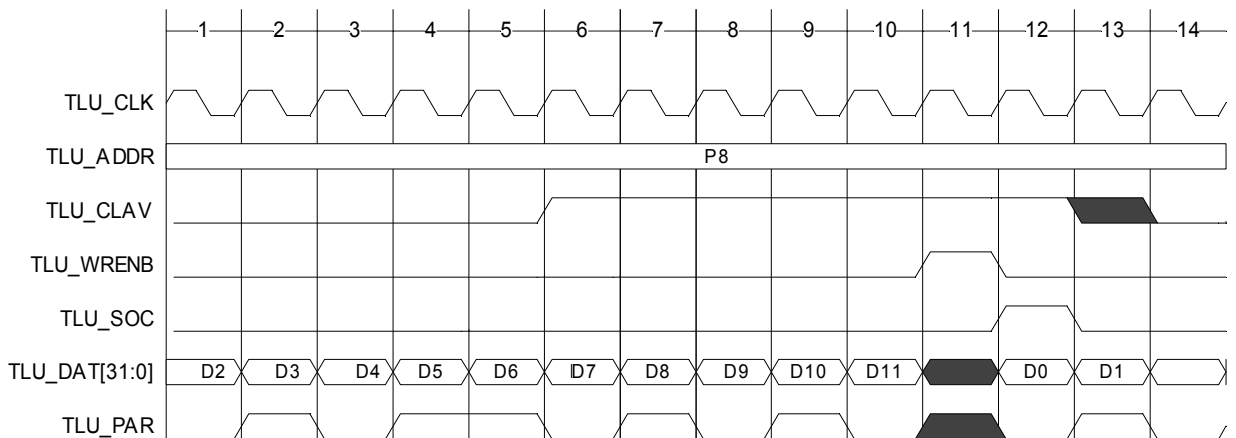 1 2 3 4 5 6 7 8 9 10 11 12 13 14
TLU_CLK
TLU_ADDR P8
TLU_CLAV
TLU_WRENB
TLU_SOC
TLU_DAT[31:0] D2 D3 D4 D5 D6 D7 D8 D9 D10 D11 D0 D1
TLU_PAR